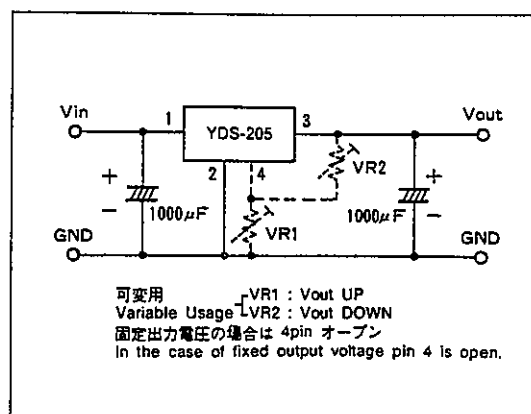 Vin 1 YDS-205 3 Vout
2 4
VR2
+ +
1000μF 1000μF
- -
VR1
GND GND
可変用 VR1 : Vout UP
Variable Usage VR2 : Vout DOWN
固定出力電圧の場合は 4pin オープン
In the case of fixed output voltage pin 4 is open.